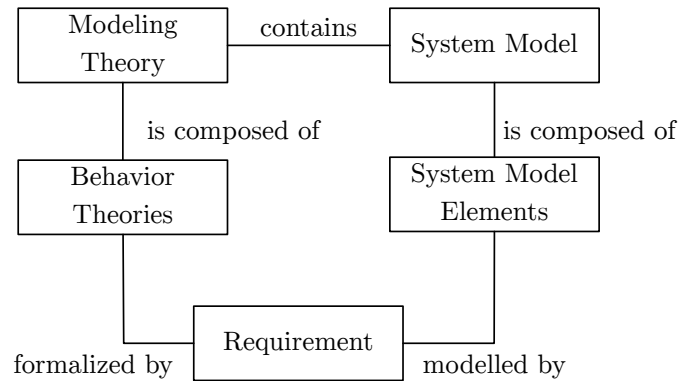 Modeling
Theory
contains
System Model
is composed of
is composed of
Behavior
Theories
System Model
Elements
Requirement
formalized by
modelled by